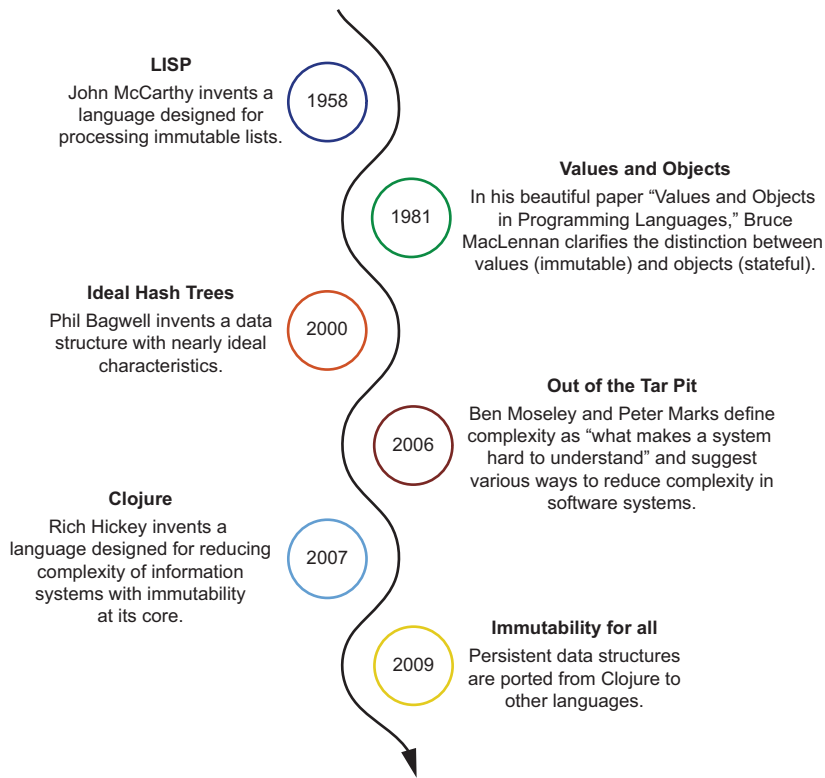 LISP
John McCarthy invents a
language designed for
processing immutable lists.
1958
Values and Objects
In his beautiful paper “Values and Objects
in Programming Languages,” Bruce
MacLennan clarifies the distinction between
values (immutable) and objects (stateful).
1981
Ideal Hash Trees
Phil Bagwell invents a data
structure with nearly ideal
characteristics.
2000
Out of the Tar Pit
Ben Moseley and Peter Marks define
complexity as “what makes a system
hard to understand” and suggest
various ways to reduce complexity in
software systems.
2006
Clojure
Rich Hickey invents a
language designed for reducing
complexity of information
systems with immutability
at its core.
2007
Immutability for all
Persistent data structures
are ported from Clojure to
other languages.
2009